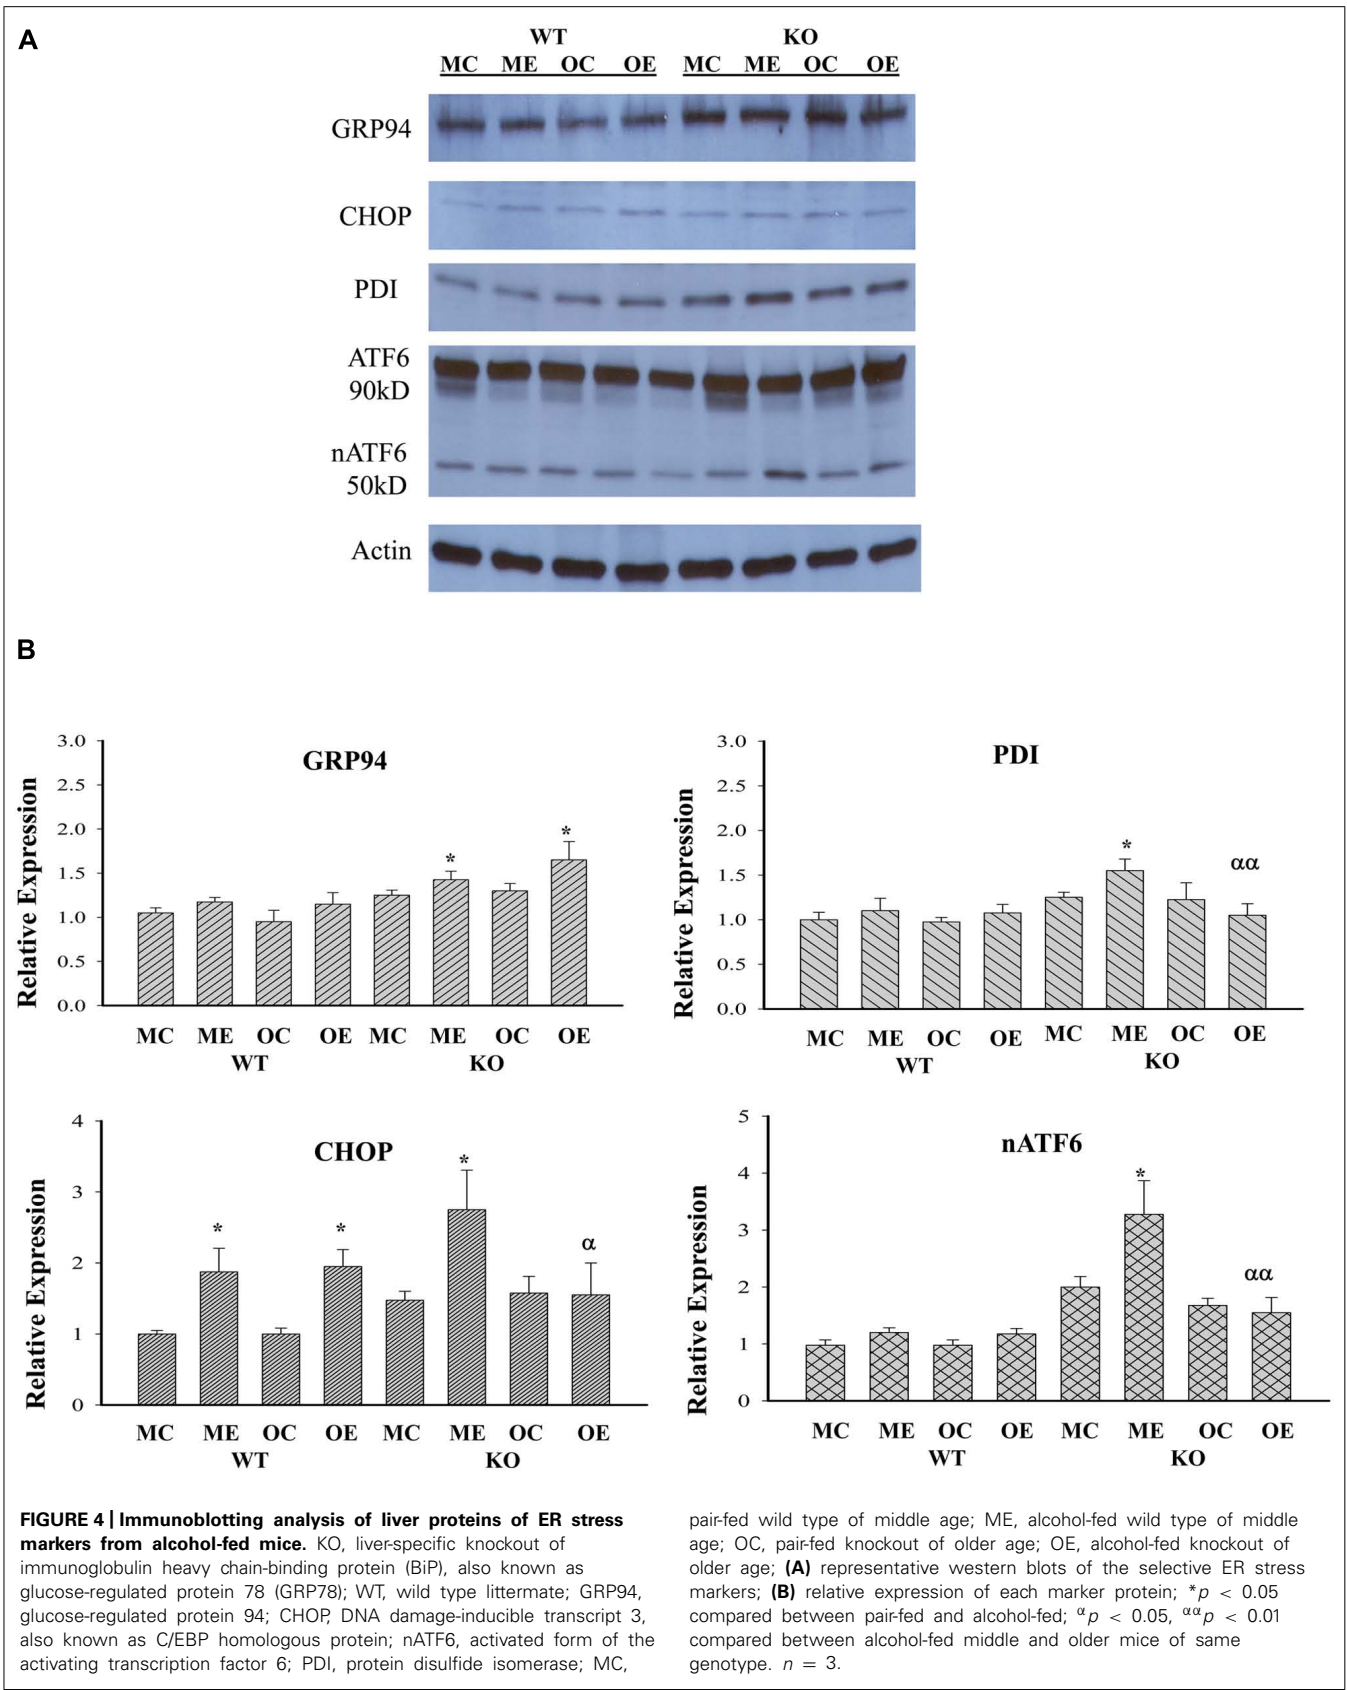 A
WT KO
MC ME OC OE MC ME OC OE
GRP94
CHOP
PDI
ATF6
90kD
nATF6
50kD
Actin
B
GRP94
Relative Expression
3.0
2.5
2.0
1.5
1.0
0.5
0.0
*
*
MC ME OC OE MC ME OC OE
WT KO
PDI
Relative Expression
3.0
2.5
2.0
1.5
1.0
0.5
0.0
*
αα
MC ME OC OE MC ME OC OE
WT KO
CHOP
Relative Expression
4
3
2
1
0
*
*
*
α
MC ME OC OE MC ME OC OE
WT KO
nATF6
Relative Expression
5
4
3
2
1
0
*
αα
MC ME OC OE MC ME OC OE
WT KO
FIGURE 4 | Immunoblotting analysis of liver proteins of ER stress
markers from alcohol-fed mice. KO, liver-specific knockout of
immunoglobulin heavy chain-binding protein (BiP), also known as
glucose-regulated protein 78 (GRP78); WT, wild type littermate; GRP94,
glucose-regulated protein 94; CHOP, DNA damage-inducible transcript 3,
also known as C/EBP homologous protein; nATF6, activated form of the
activating transcription factor 6; PDI, protein disulfide isomerase; MC,
pair-fed wild type of middle age; ME, alcohol-fed wild type of middle
age; OC, pair-fed knockout of older age; OE, alcohol-fed knockout of
older age; (A) representative western blots of the selective ER stress
markers; (B) relative expression of each marker protein; *p < 0.05
compared between pair-fed and alcohol-fed; αp < 0.05, ααp < 0.01
compared between alcohol-fed middle and older mice of same
genotype. n = 3.